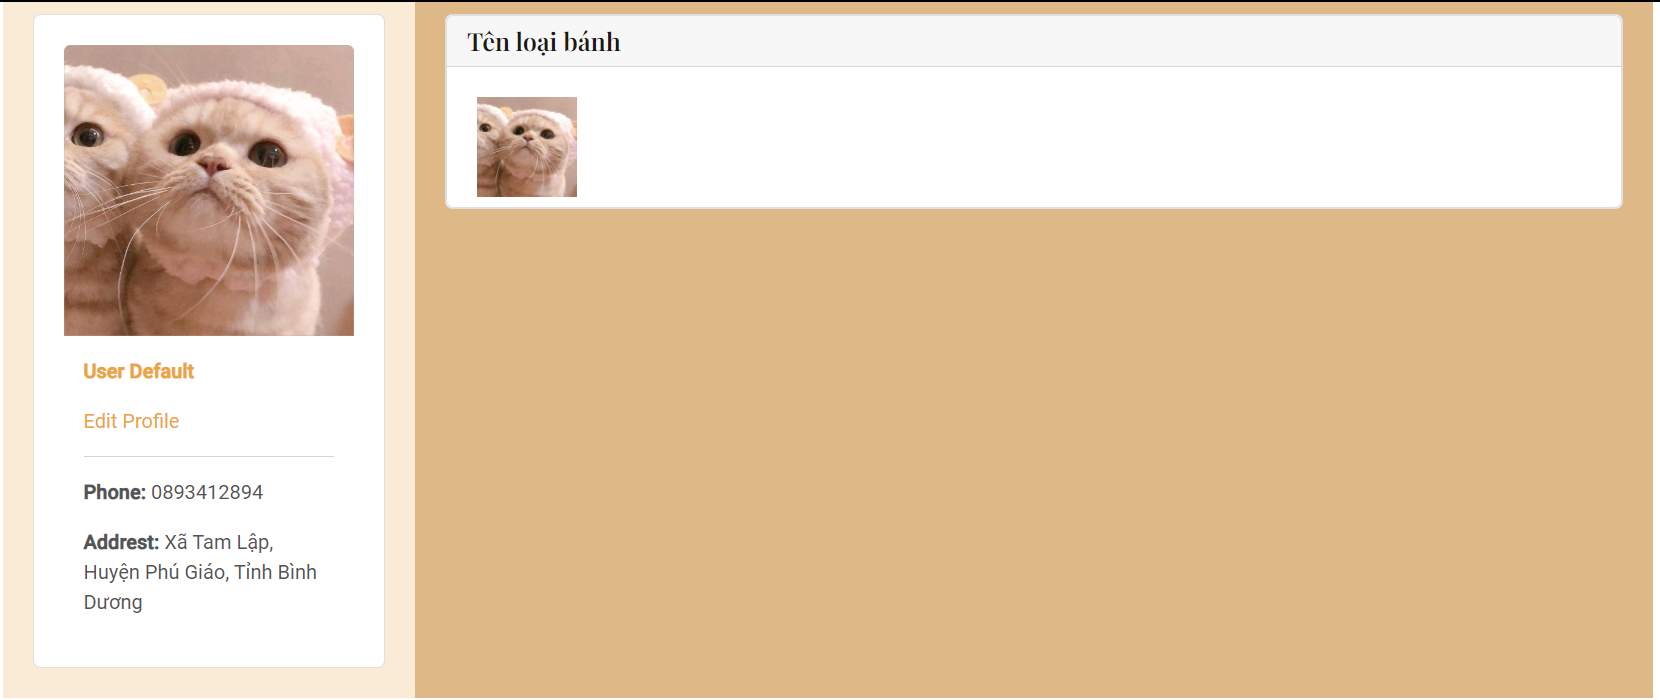 User Default
Edit Profile
Phone: 0893412894
Addrest: Xã Tam Lập,
Huyện Phú Giáo, Tỉnh Bình
Dương
Tên loại bánh